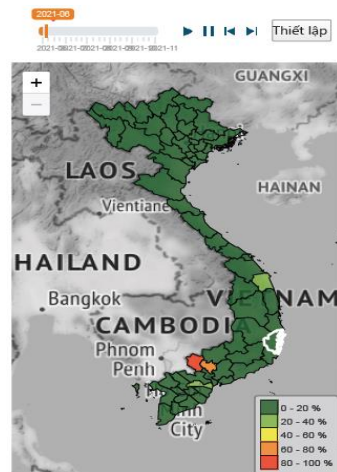 2021-06
Thiết lập
+
−
GUANGXI
LAOS
HAINAN
Vientiane
HAILAND
VIETNAM
Bangkok
CAMBODIA
Phnom
Penh
City
0 - 20 %
20 - 40 %
40 - 60 %
60 - 80 %
80 - 100 %